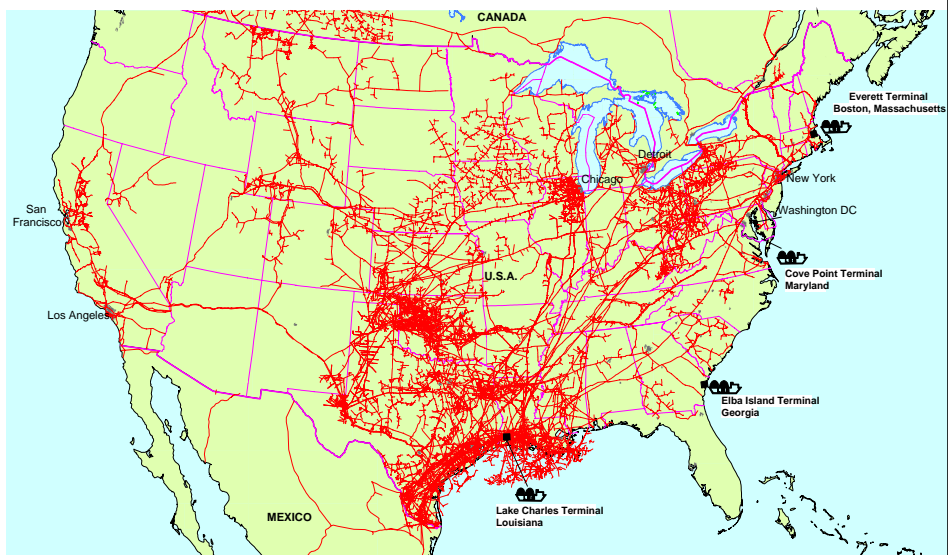 CANADA
Everett Terminal
Boston, Massachusetts
Detroit
Chicago
New York
San
Francisco
Washington DC
U.S.A.
Cove Point Terminal
Maryland
Los Angeles
Elba Island Terminal
Georgia
Lake Charles Terminal
Louisiana
MEXICO